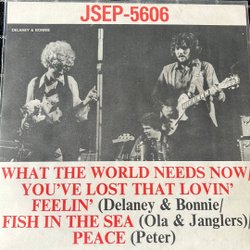 JSEP-5606
DELANEY & BONNIE
WHAT THE WORLD NEEDS NOW/
YOU'VE LOST THAT LOVIN'
FEELIN' (Delaney & Bonnie/
FISH IN THE SEA (Ola & Janglers)
PEACE (Peter)